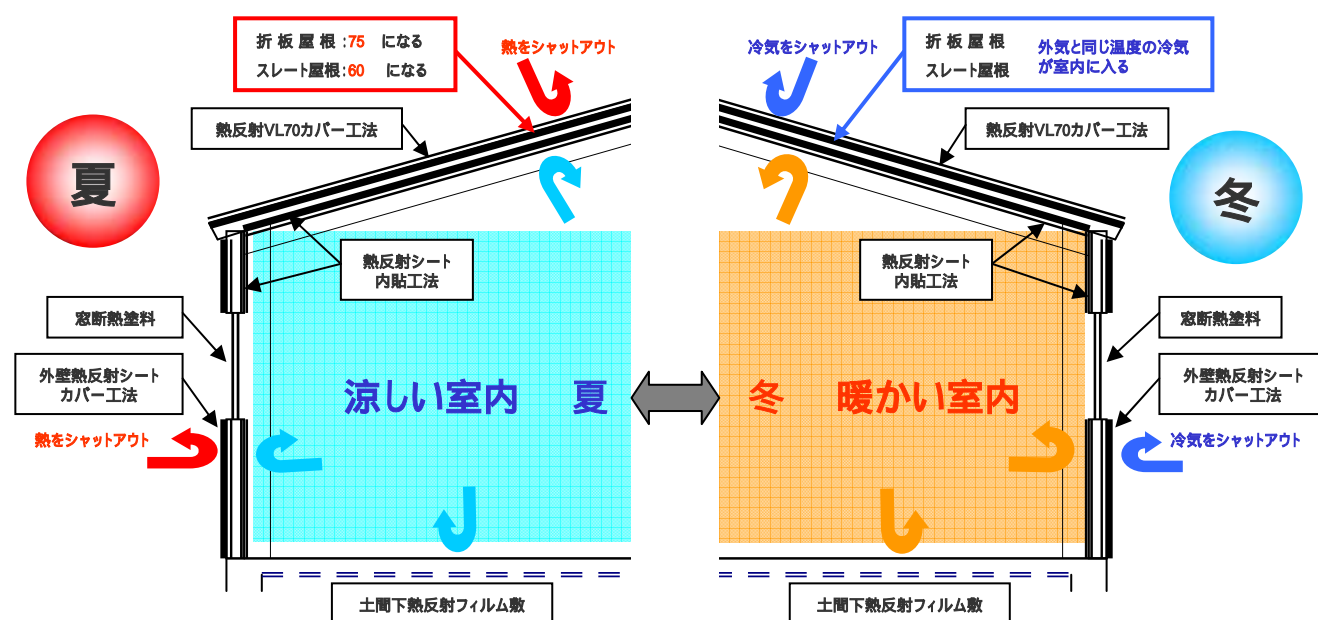 折 板 屋 根 :75 になる
スレート屋根:60 になる
熱をシャットアウト
熱反射VL70カバー工法
夏
熱反射シート
内貼工法
窓断熱塗料
外壁熱反射シート
カバー工法
熱をシャットアウト
涼しい室内 夏
土間下熱反射フィルム敷
冷気をシャットアウト
折 板 屋 根
スレート屋根
外気と同じ温度の冷気
が室内に入る
熱反射VL70カバー工法
冬
熱反射シート
内貼工法
窓断熱塗料
外壁熱反射シート
カバー工法
冷気をシャットアウト
冬 暖かい室内
土間下熱反射フィルム敷